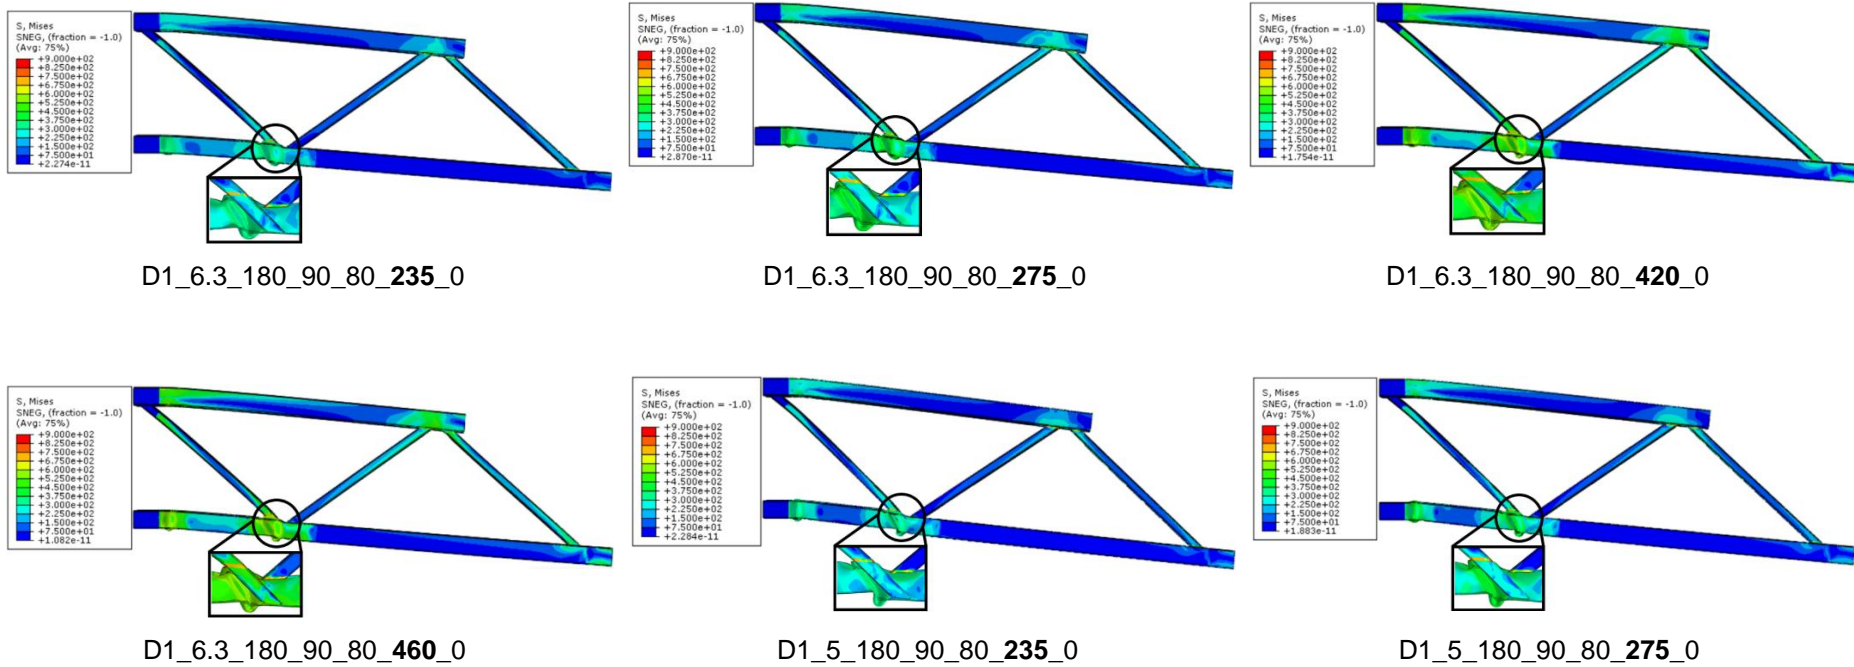 S, Mises
SNEG, (fraction = -1.0)
(Avg: 75%)
+9.000e+02
+8.250e+02
+7.500e+02
+6.750e+02
+6.000e+02
+5.250e+02
+4.500e+02
+3.750e+02
+3.000e+02
+2.250e+02
+1.500e+02
+7.500e+01
+2.274e-11
D1_6.3_180_90_80_235_0
S, Mises
SNEG, (fraction = -1.0)
(Avg: 75%)
+9.000e+02
+8.250e+02
+7.500e+02
+6.750e+02
+6.000e+02
+5.250e+02
+4.500e+02
+3.750e+02
+3.000e+02
+2.250e+02
+1.500e+02
+7.500e+01
+2.870e-11
D1_6.3_180_90_80_275_0
S, Mises
SNEG, (fraction = -1.0)
(Avg: 75%)
+9.000e+02
+8.250e+02
+7.500e+02
+6.750e+02
+6.000e+02
+5.250e+02
+4.500e+02
+3.750e+02
+3.000e+02
+2.250e+02
+1.500e+02
+7.500e+01
+1.754e-11
D1_6.3_180_90_80_420_0
S, Mises
SNEG, (fraction = -1.0)
(Avg: 75%)
+9.000e+02
+8.250e+02
+7.500e+02
+6.750e+02
+6.000e+02
+5.250e+02
+4.500e+02
+3.750e+02
+3.000e+02
+2.250e+02
+1.500e+02
+7.500e+01
+1.082e-11
D1_6.3_180_90_80_460_0
S, Mises
SNEG, (fraction = -1.0)
(Avg: 75%)
+9.000e+02
+8.250e+02
+7.500e+02
+6.750e+02
+6.000e+02
+5.250e+02
+4.500e+02
+3.750e+02
+3.000e+02
+2.250e+02
+1.500e+02
+7.500e+01
+2.284e-11
D1_5_180_90_80_235_0
S, Mises
SNEG, (fraction = -1.0)
(Avg: 75%)
+9.000e+02
+8.250e+02
+7.500e+02
+6.750e+02
+6.000e+02
+5.250e+02
+4.500e+02
+3.750e+02
+3.000e+02
+2.250e+02
+1.500e+02
+7.500e+01
+1.883e-11
D1_5_180_90_80_275_0